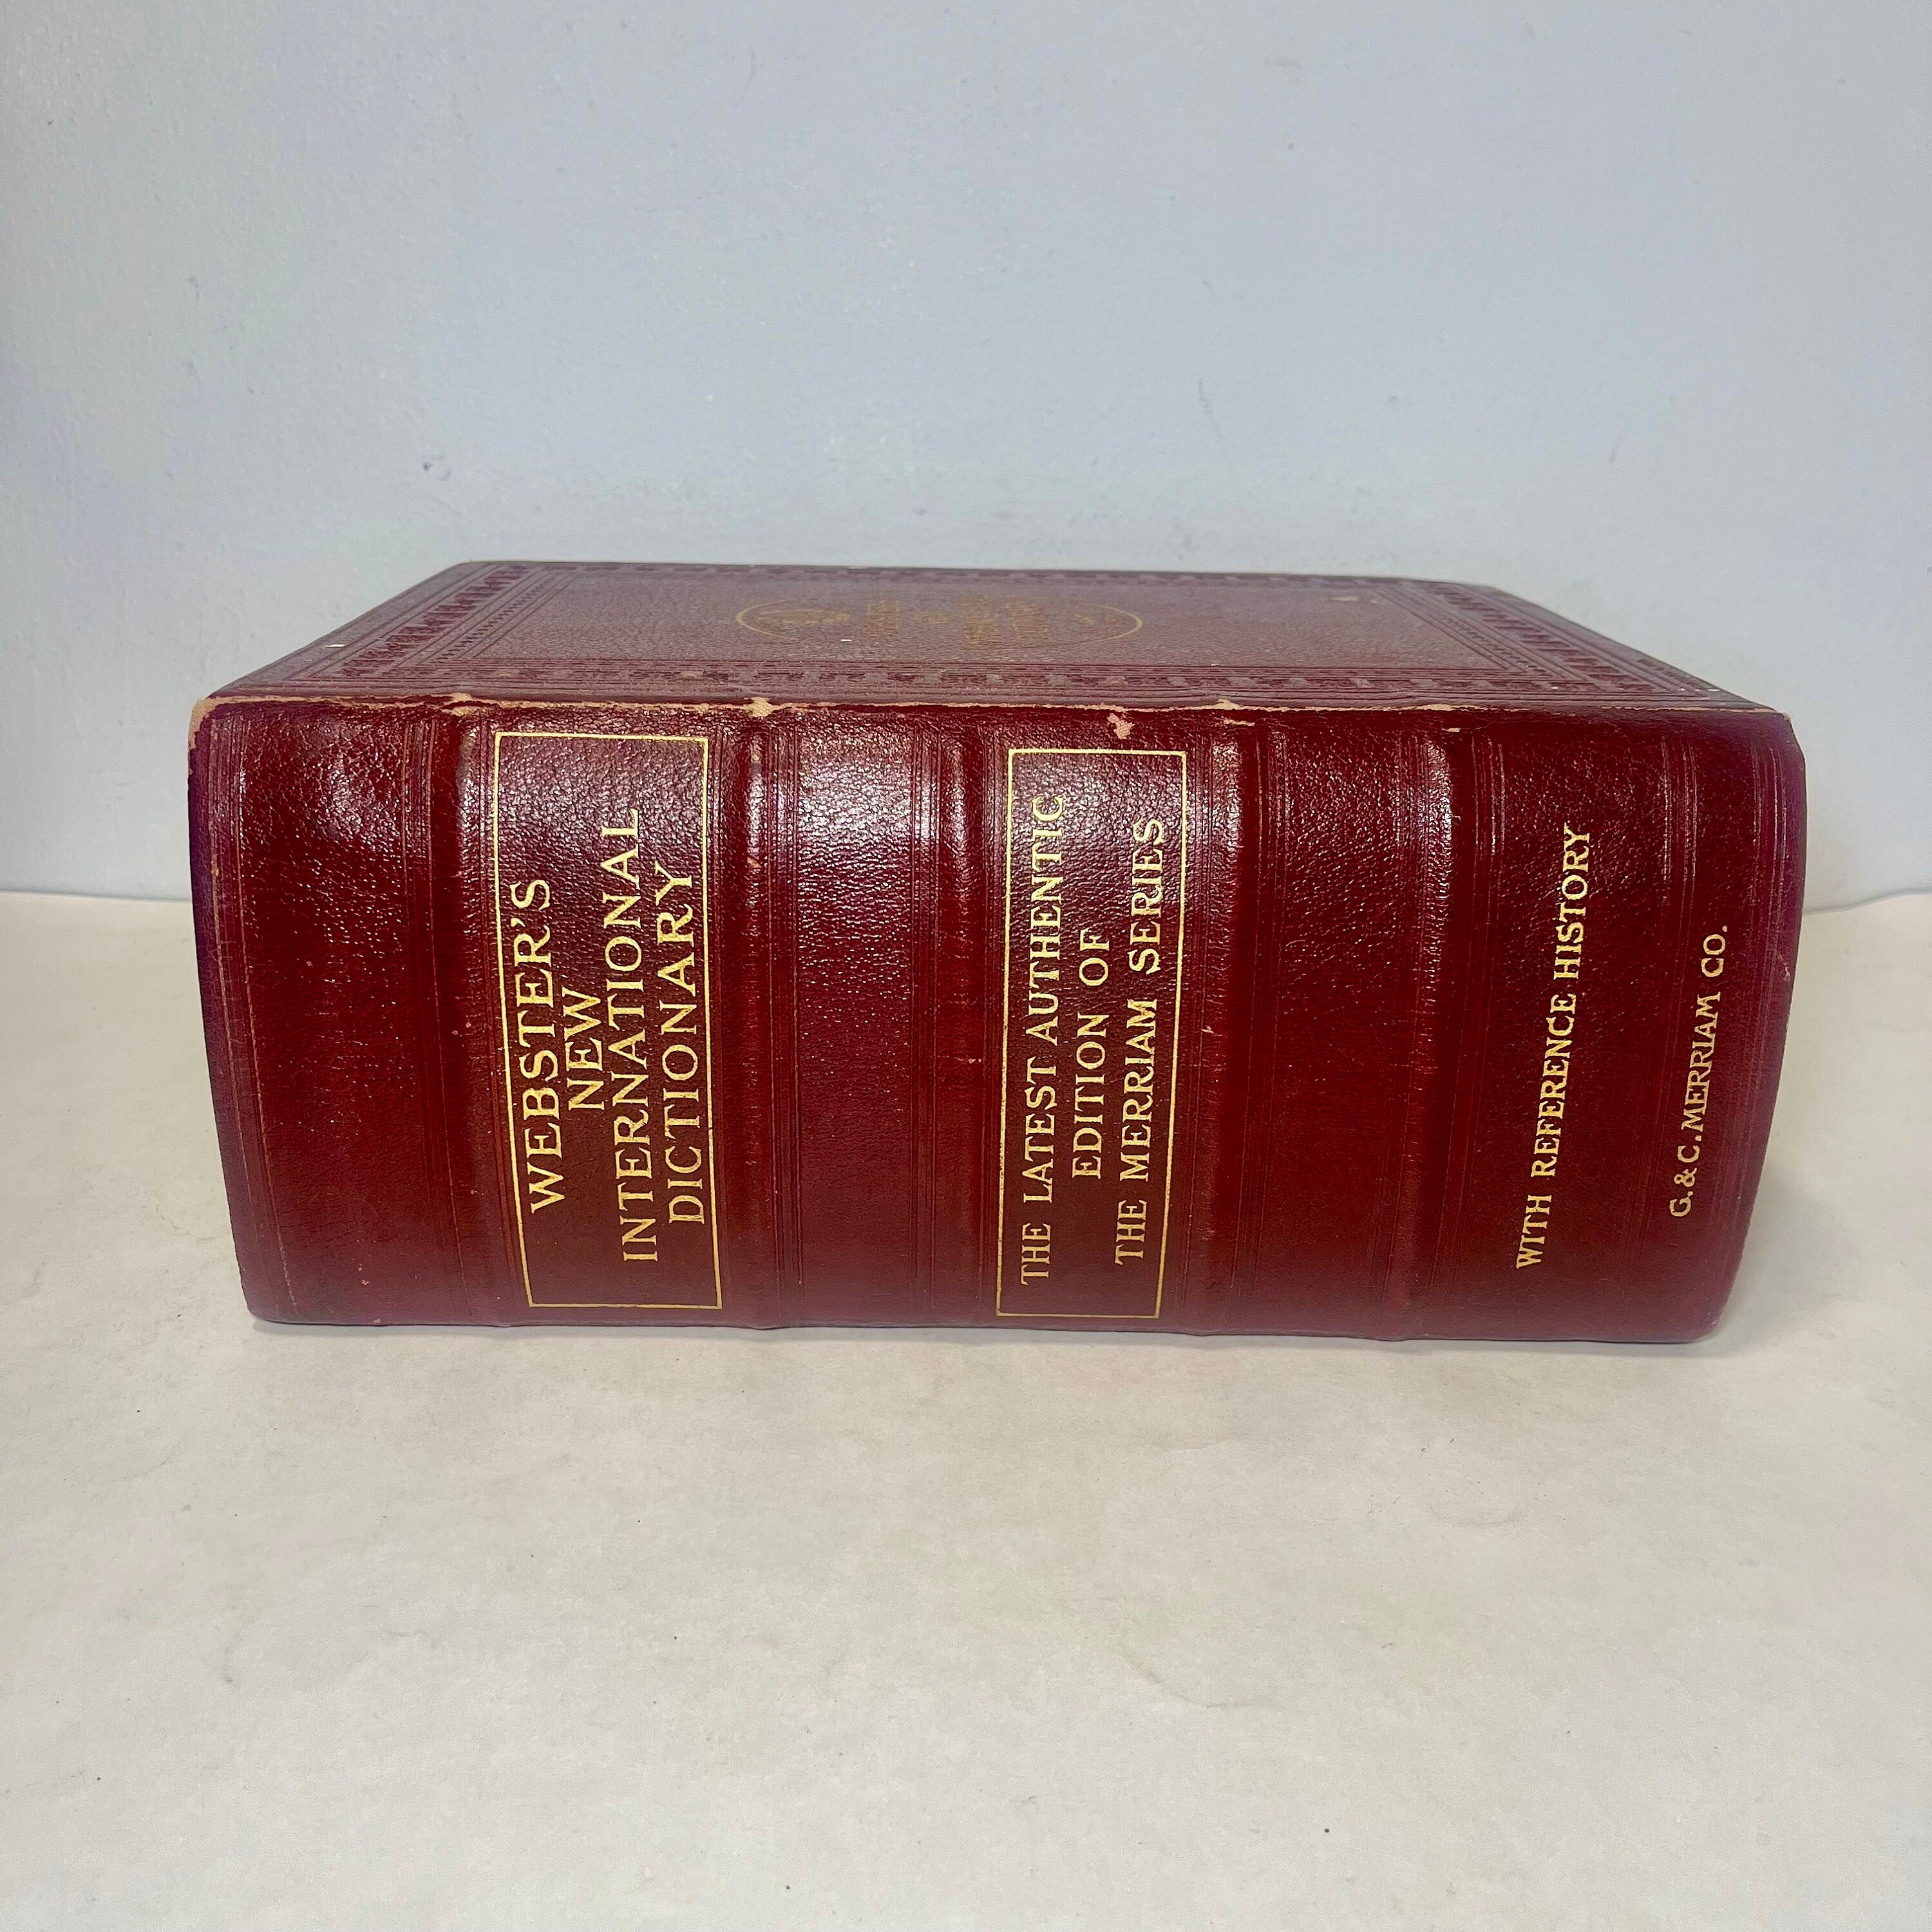 WEBSTER'S
NEW
INTERNATIONAL
DICTIONARY
THE LATEST AUTHENTIC
EDITION OF
THE MERRIAM SERIES
WITH REFERENCE HISTORY
G. & C. MERRIAM CO.